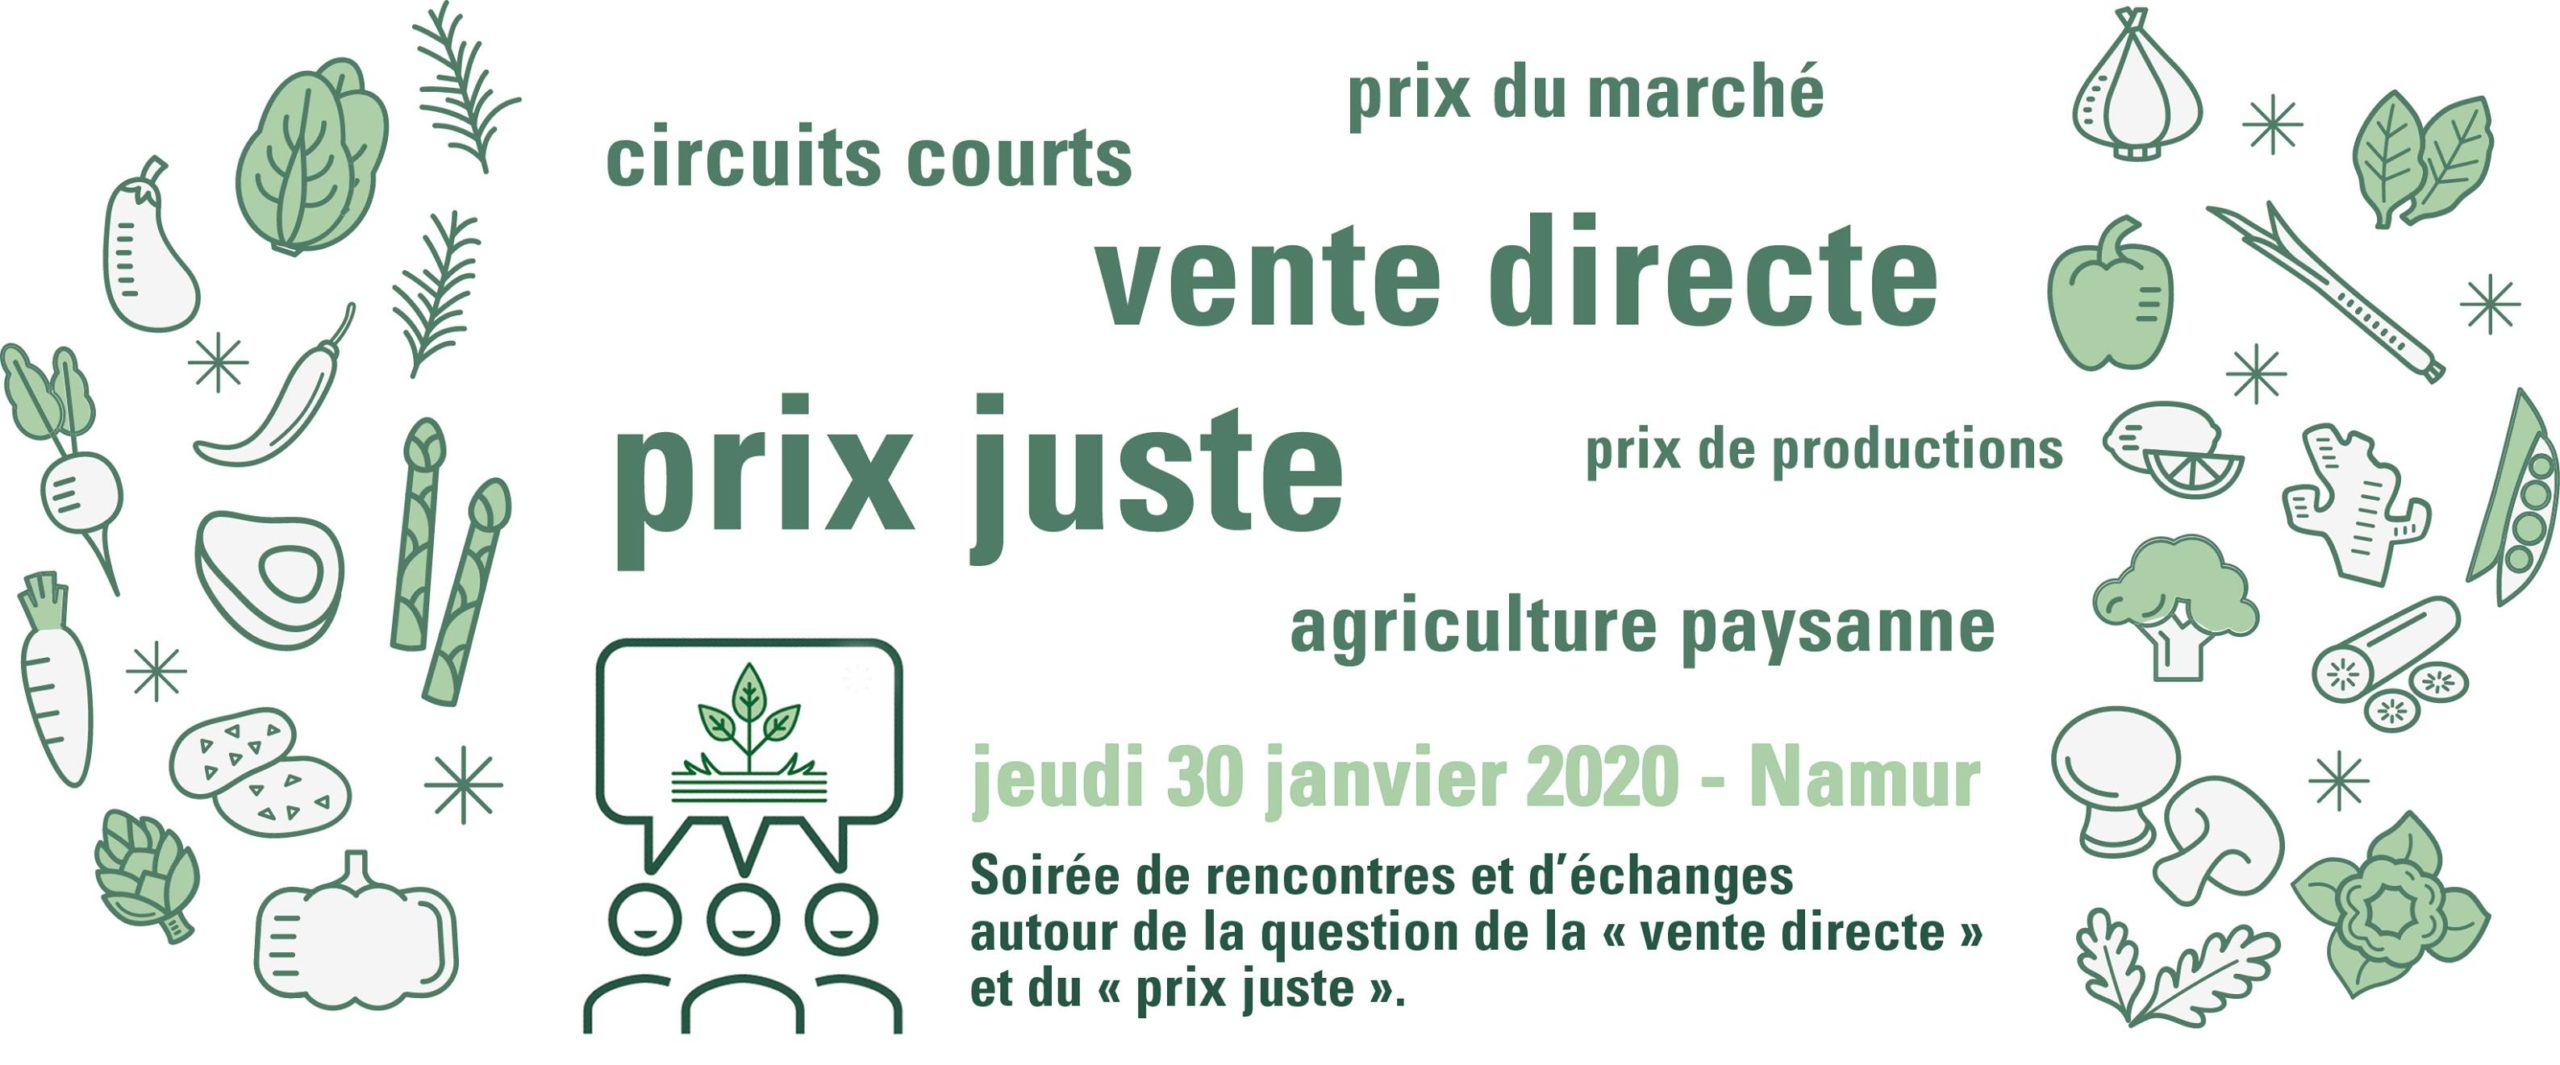 prix du marché
circuits courts
vente directe
prix juste
prix de productions
agriculture paysanne
jeudi 30 janvier 2020 - Namur
Soirée de rencontres et d’échanges
autour de la question de la « vente directe »
et du « prix juste ».